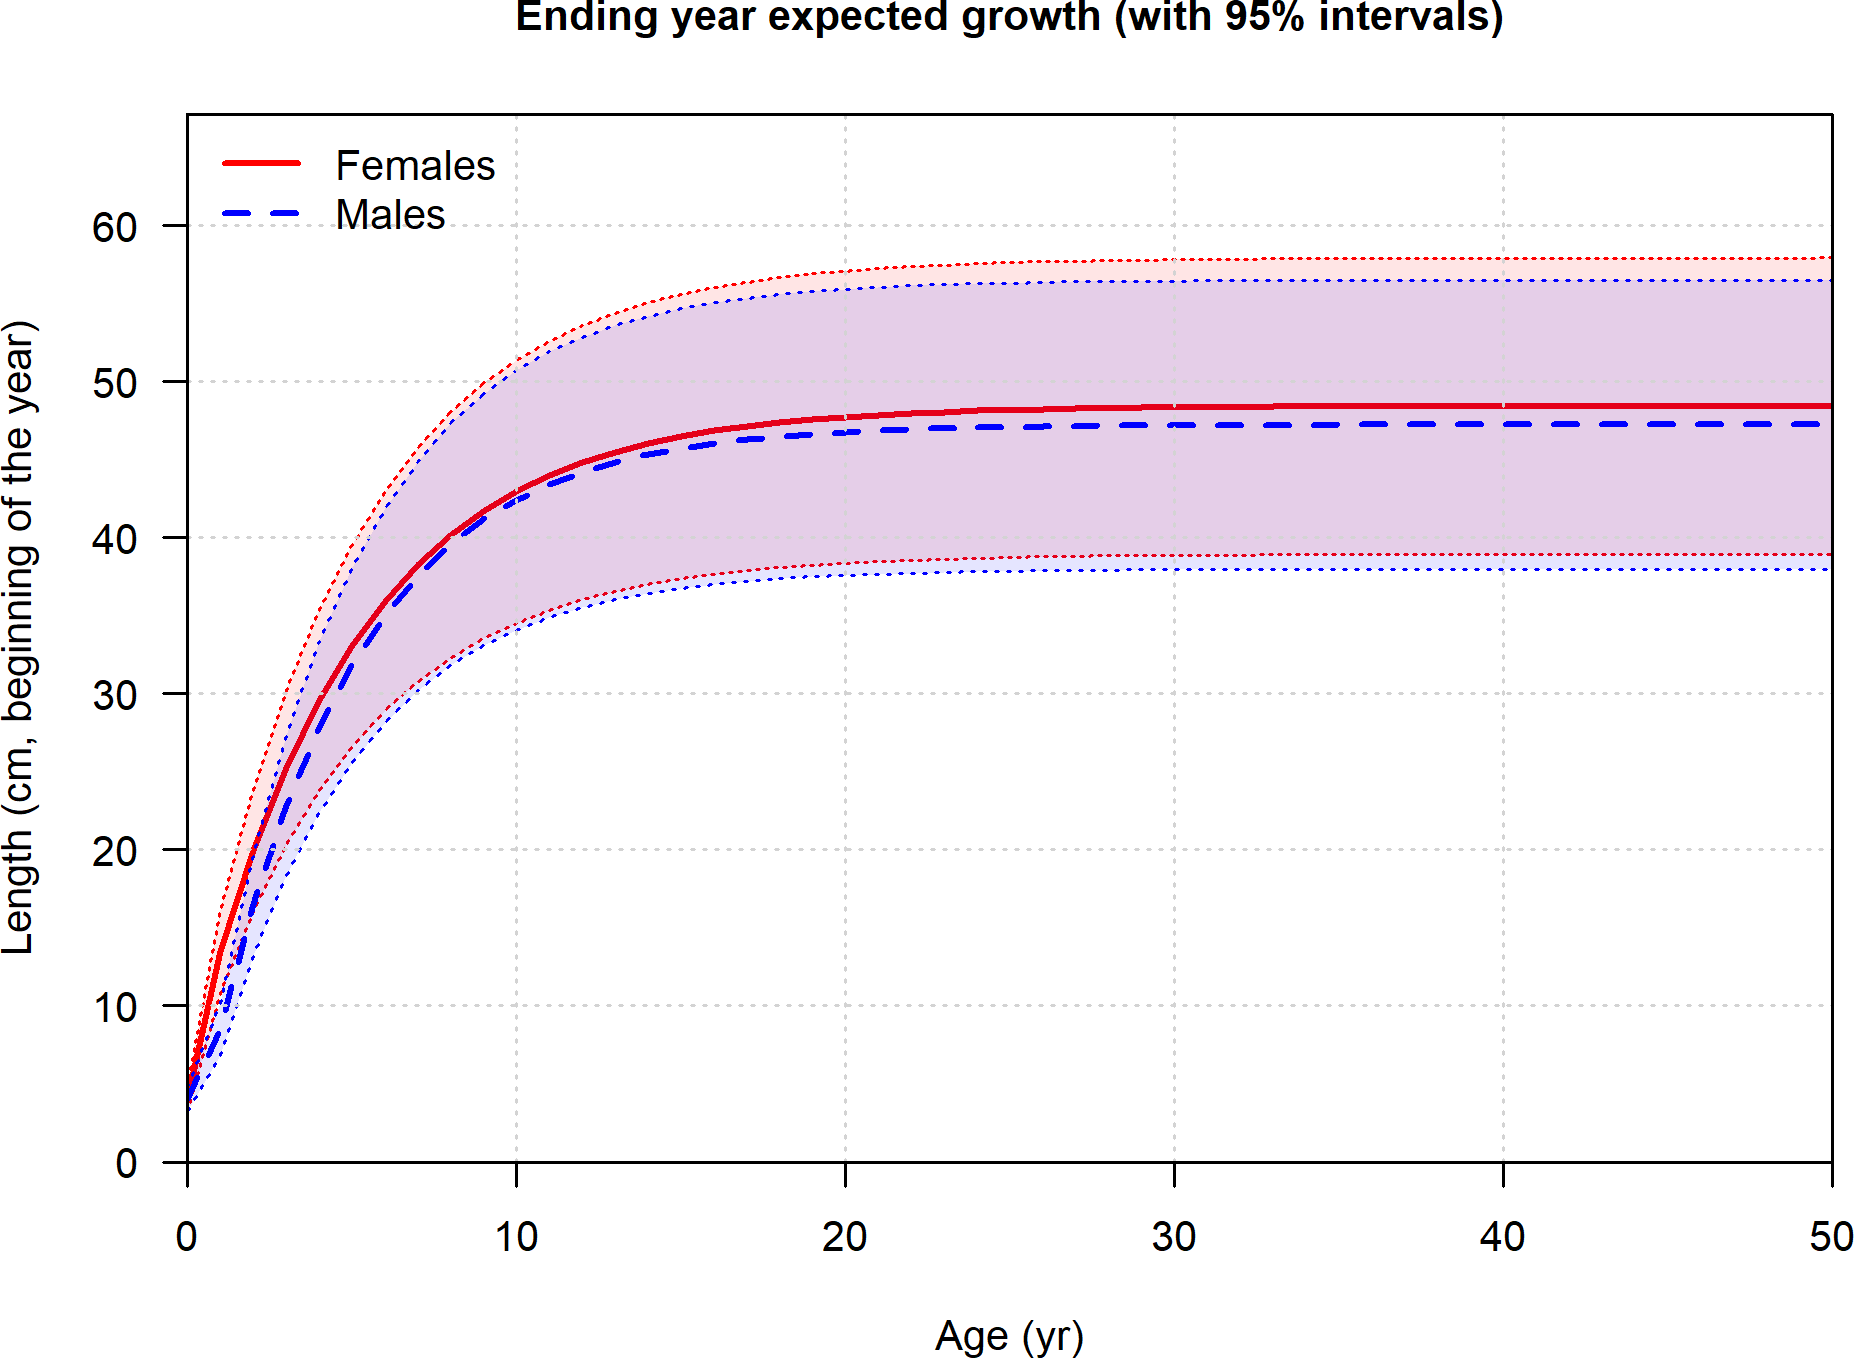 Ending year expected growth (with 95% intervals)
Females
Males
Length (cm, beginning of the year)
60
50
40
30
20
10
0
0 10 20 30 40 50
Age (yr)